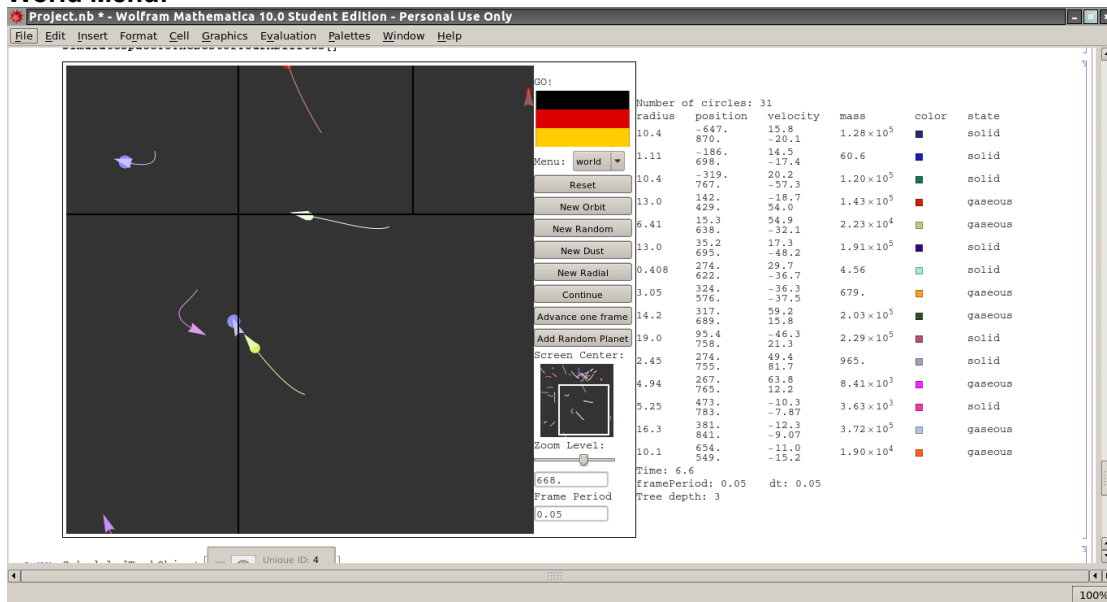 World Menu:
Project.nb * - Wolfram Mathematica 10.0 Student Edition - Personal Use Only
File Edit Insert Format Cell Graphics Evaluation Palettes Window Help
GO!
Menu: world
Reset
New Orbit
New Random
New Dust
New Radial
Continue
Advance one frame
Add Random Planet
Screen Center:
Zoom Level:
668.
Frame Period
0.05
Number of circles: 31
radius position velocity mass color state
10.4 -647. 870. 15.8 -20.1 1.28×10^5 solid
1.11 -186. 698. 14.5 -17.4 60.6 solid
10.4 -319. 767. 20.2 -57.3 1.20×10^5 solid
13.0 142. 429. -18.7 54.0 1.43×10^5 gaseous
6.41 15.3 638. 54.9 -32.1 2.23×10^4 gaseous
13.0 35.2 695. 17.3 -48.2 1.91×10^5 solid
0.408 274. 622. 29.7 -36.7 4.56 solid
3.05 324. 576. -36.3 -37.5 679. gaseous
14.2 317. 689. 59.2 15.8 2.03×10^5 gaseous
19.0 95.4 758. -46.3 21.3 2.29×10^5 solid
2.45 274. 755. 49.4 81.7 965. solid
4.94 267. 765. 63.8 12.2 8.41×10^3 gaseous
5.25 473. 783. -10.3 -7.87 3.63×10^3 solid
16.3 381. 841. -12.3 -9.07 3.72×10^5 gaseous
10.1 654. 549. -11.0 -15.2 1.90×10^4 gaseous
Time: 6.6
framePeriod: 0.05 dt: 0.05
Tree depth: 3
Unique ID: 4
100%